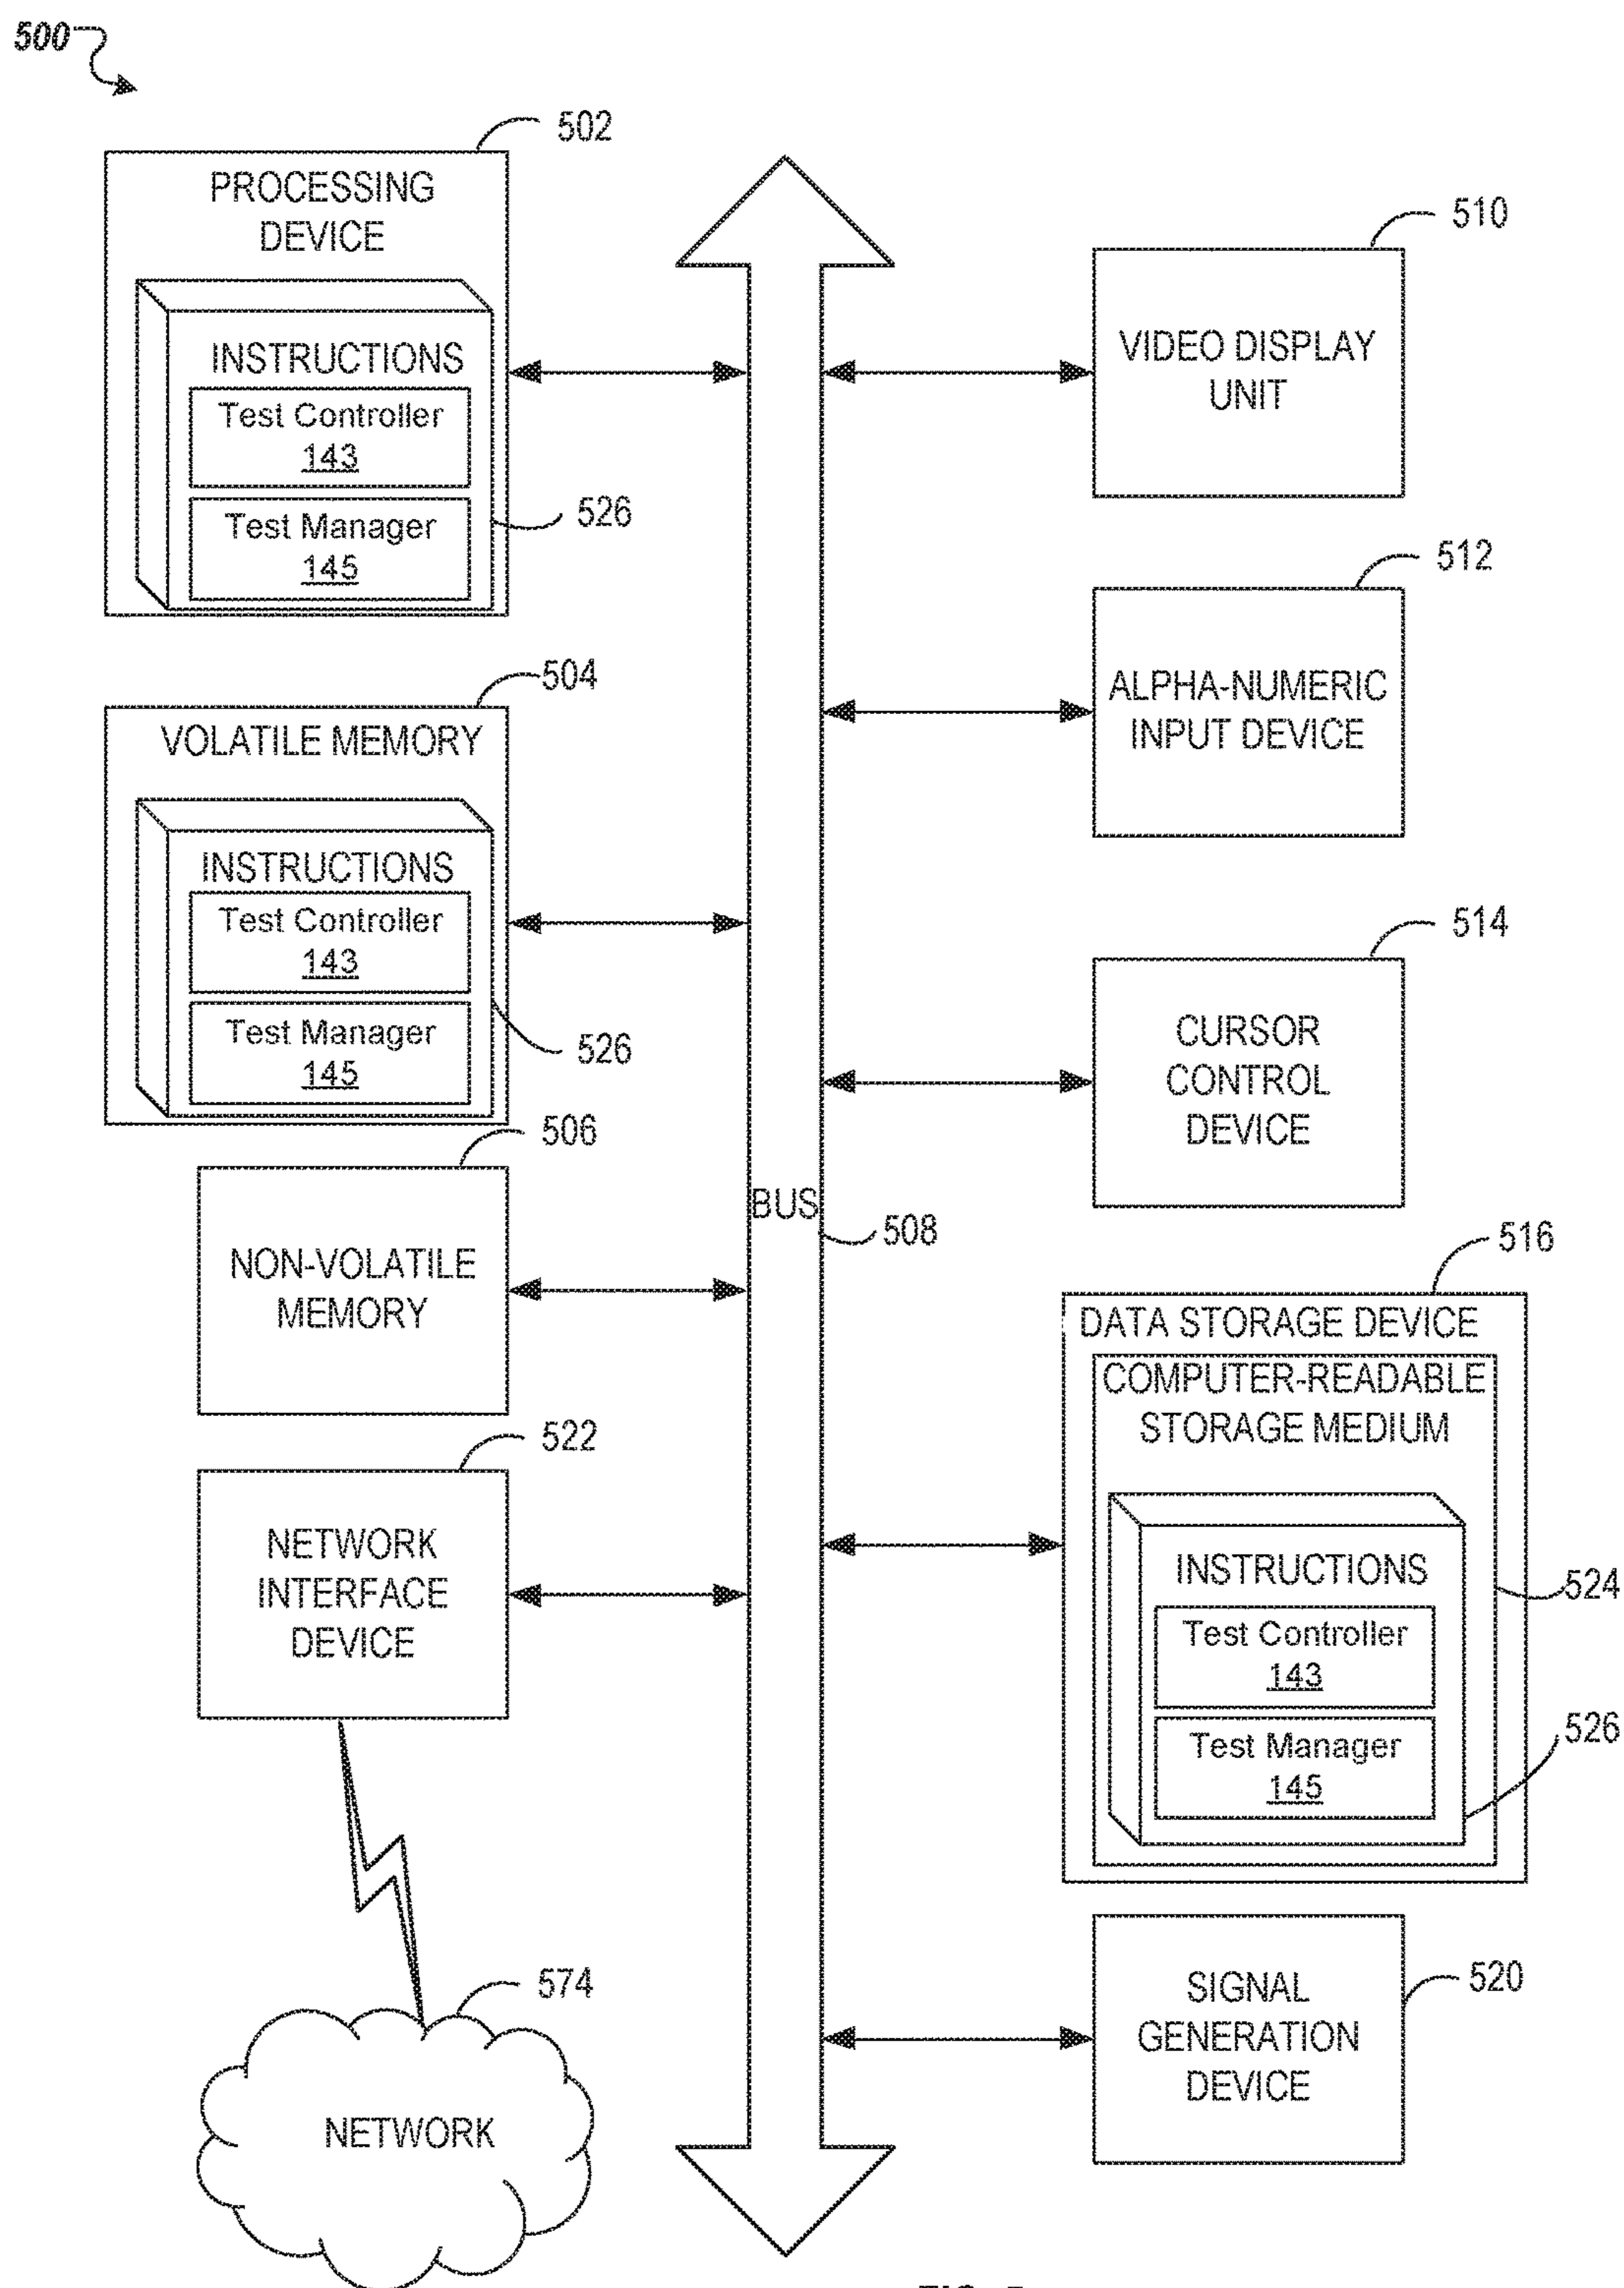 500
502
PROCESSING
DEVICE
INSTRUCTIONS
Test Controller
143
Test Manager
145
526
504
VOLATILE MEMORY
INSTRUCTIONS
Test Controller
143
Test Manager
145
526
506
NON-VOLATILE
MEMORY
522
NETWORK
INTERFACE
DEVICE
574
NETWORK
BUS
508
510
VIDEO DISPLAY
UNIT
512
ALPHA-NUMERIC
INPUT DEVICE
514
CURSOR
CONTROL
DEVICE
516
DATA STORAGE DEVICE
COMPUTER-READABLE
STORAGE MEDIUM
INSTRUCTIONS
524
Test Controller
143
Test Manager
145
526
SIGNAL
GENERATION
DEVICE
520